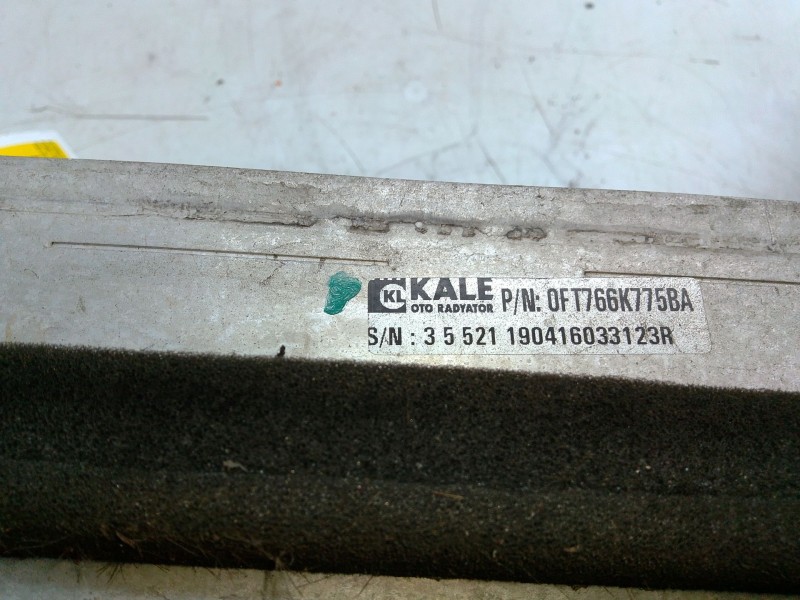 KL KALE P/N: 0FT766K775BA
OTO RADYATÖR
S/N : 3 5 521 190416033123R